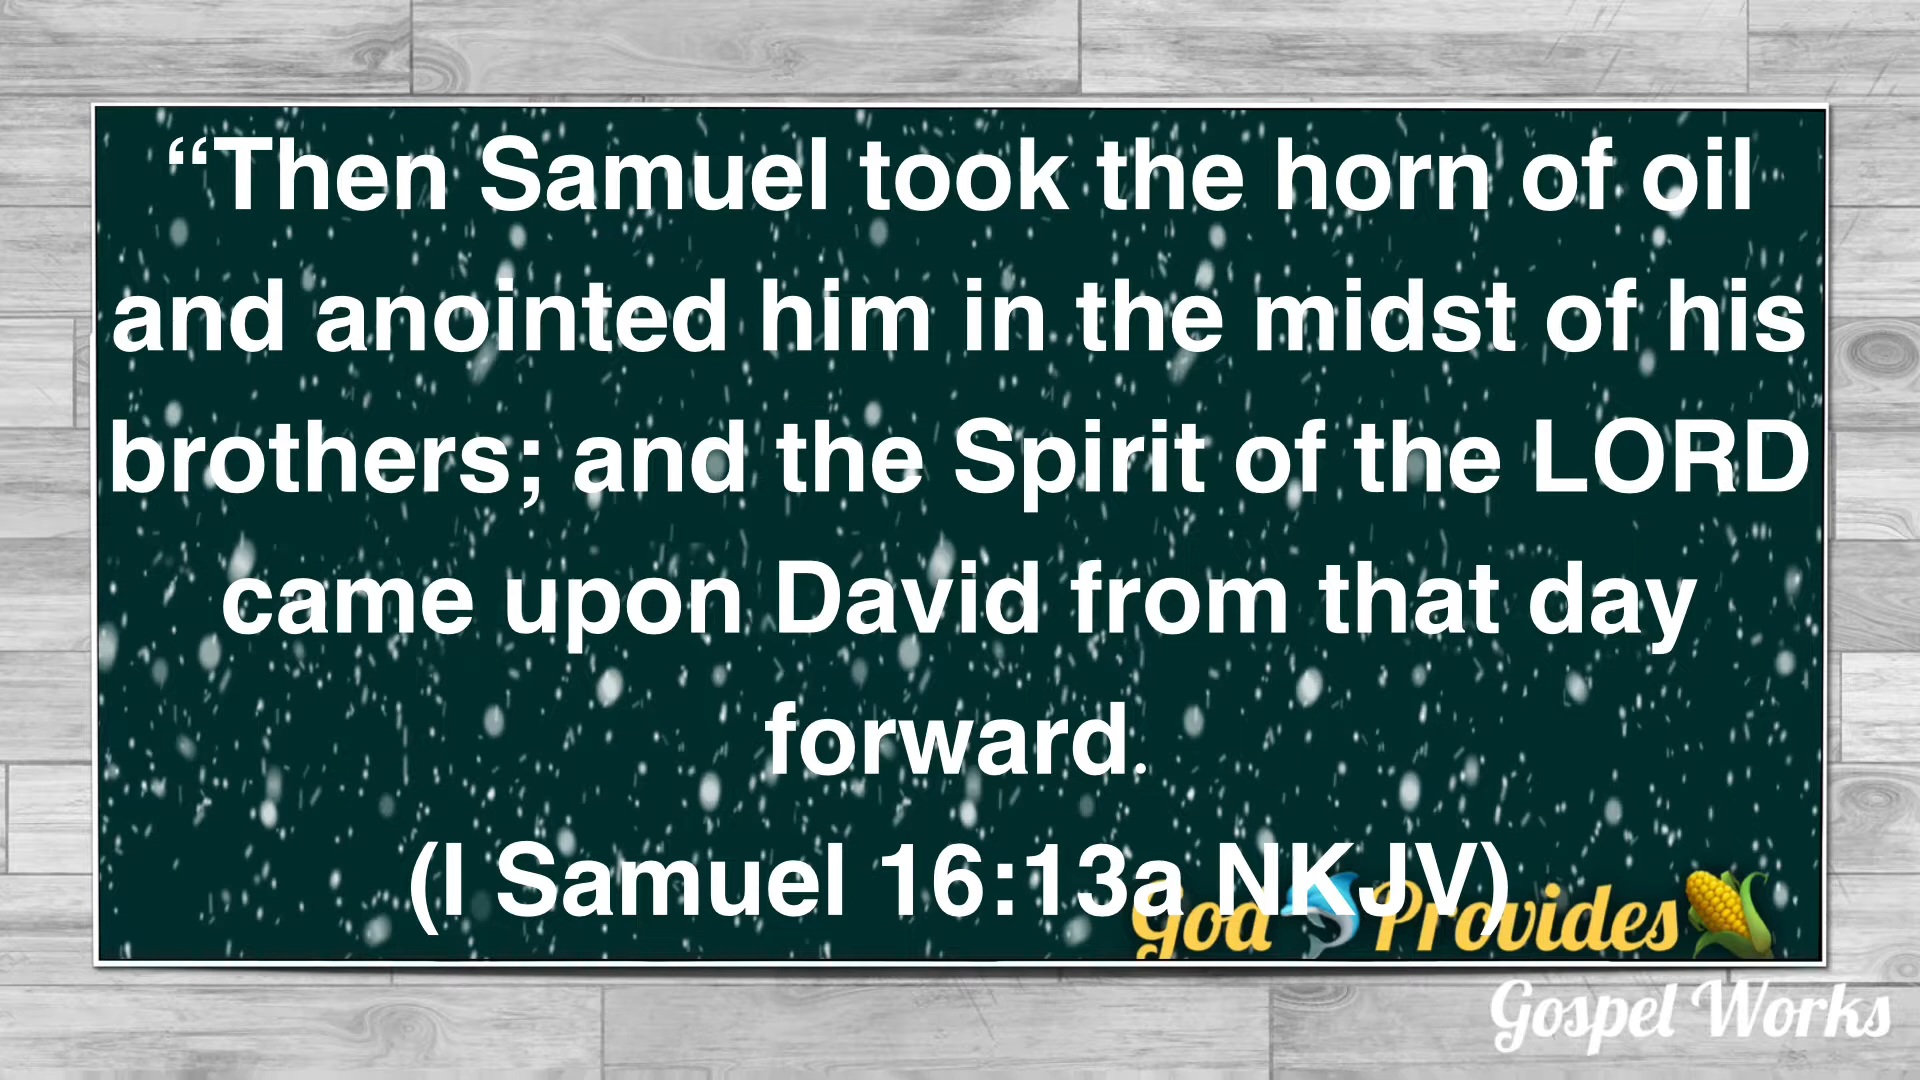 “Then Samuel took the horn of oil
and anointed him in the midst of his
brothers; and the Spirit of the LORD
came upon David from that day
forward.
(I Samuel 16:13a NKJV)
God Provides
Gospel Works